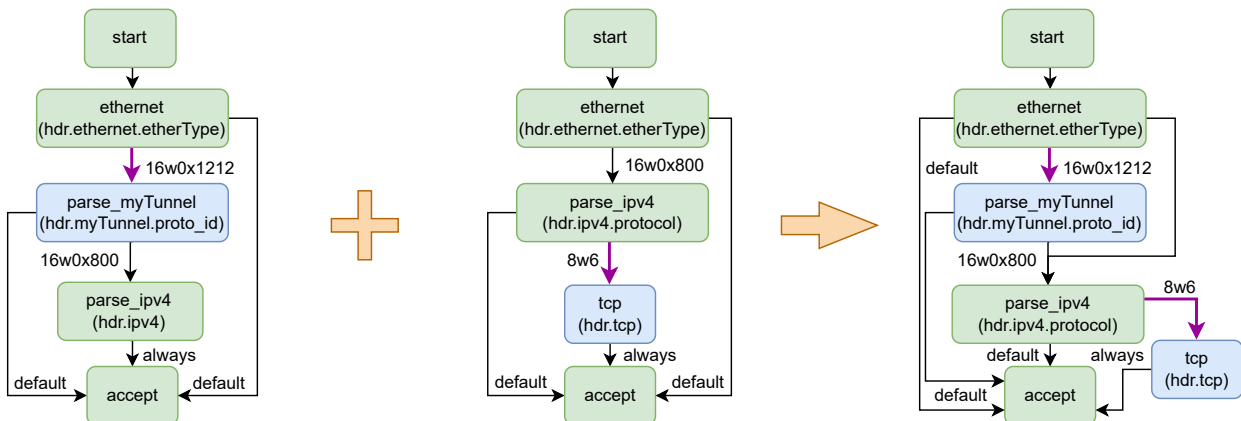 start
ethernet
(hdr.ethernet.etherType)
16w0x1212
parse_myTunnel
(hdr.myTunnel.proto_id)
16w0x800
parse_ipv4
(hdr.ipv4)
always
default
default
accept
start
ethernet
(hdr.ethernet.etherType)
16w0x800
parse_ipv4
(hdr.ipv4.protocol)
8w6
tcp
(hdr.tcp)
always
default
default
accept
start
ethernet
(hdr.ethernet.etherType)
default
16w0x1212
parse_myTunnel
(hdr.myTunnel.proto_id)
16w0x800
8w6
parse_ipv4
(hdr.ipv4.protocol)
default
always
tcp
(hdr.tcp)
default
accept